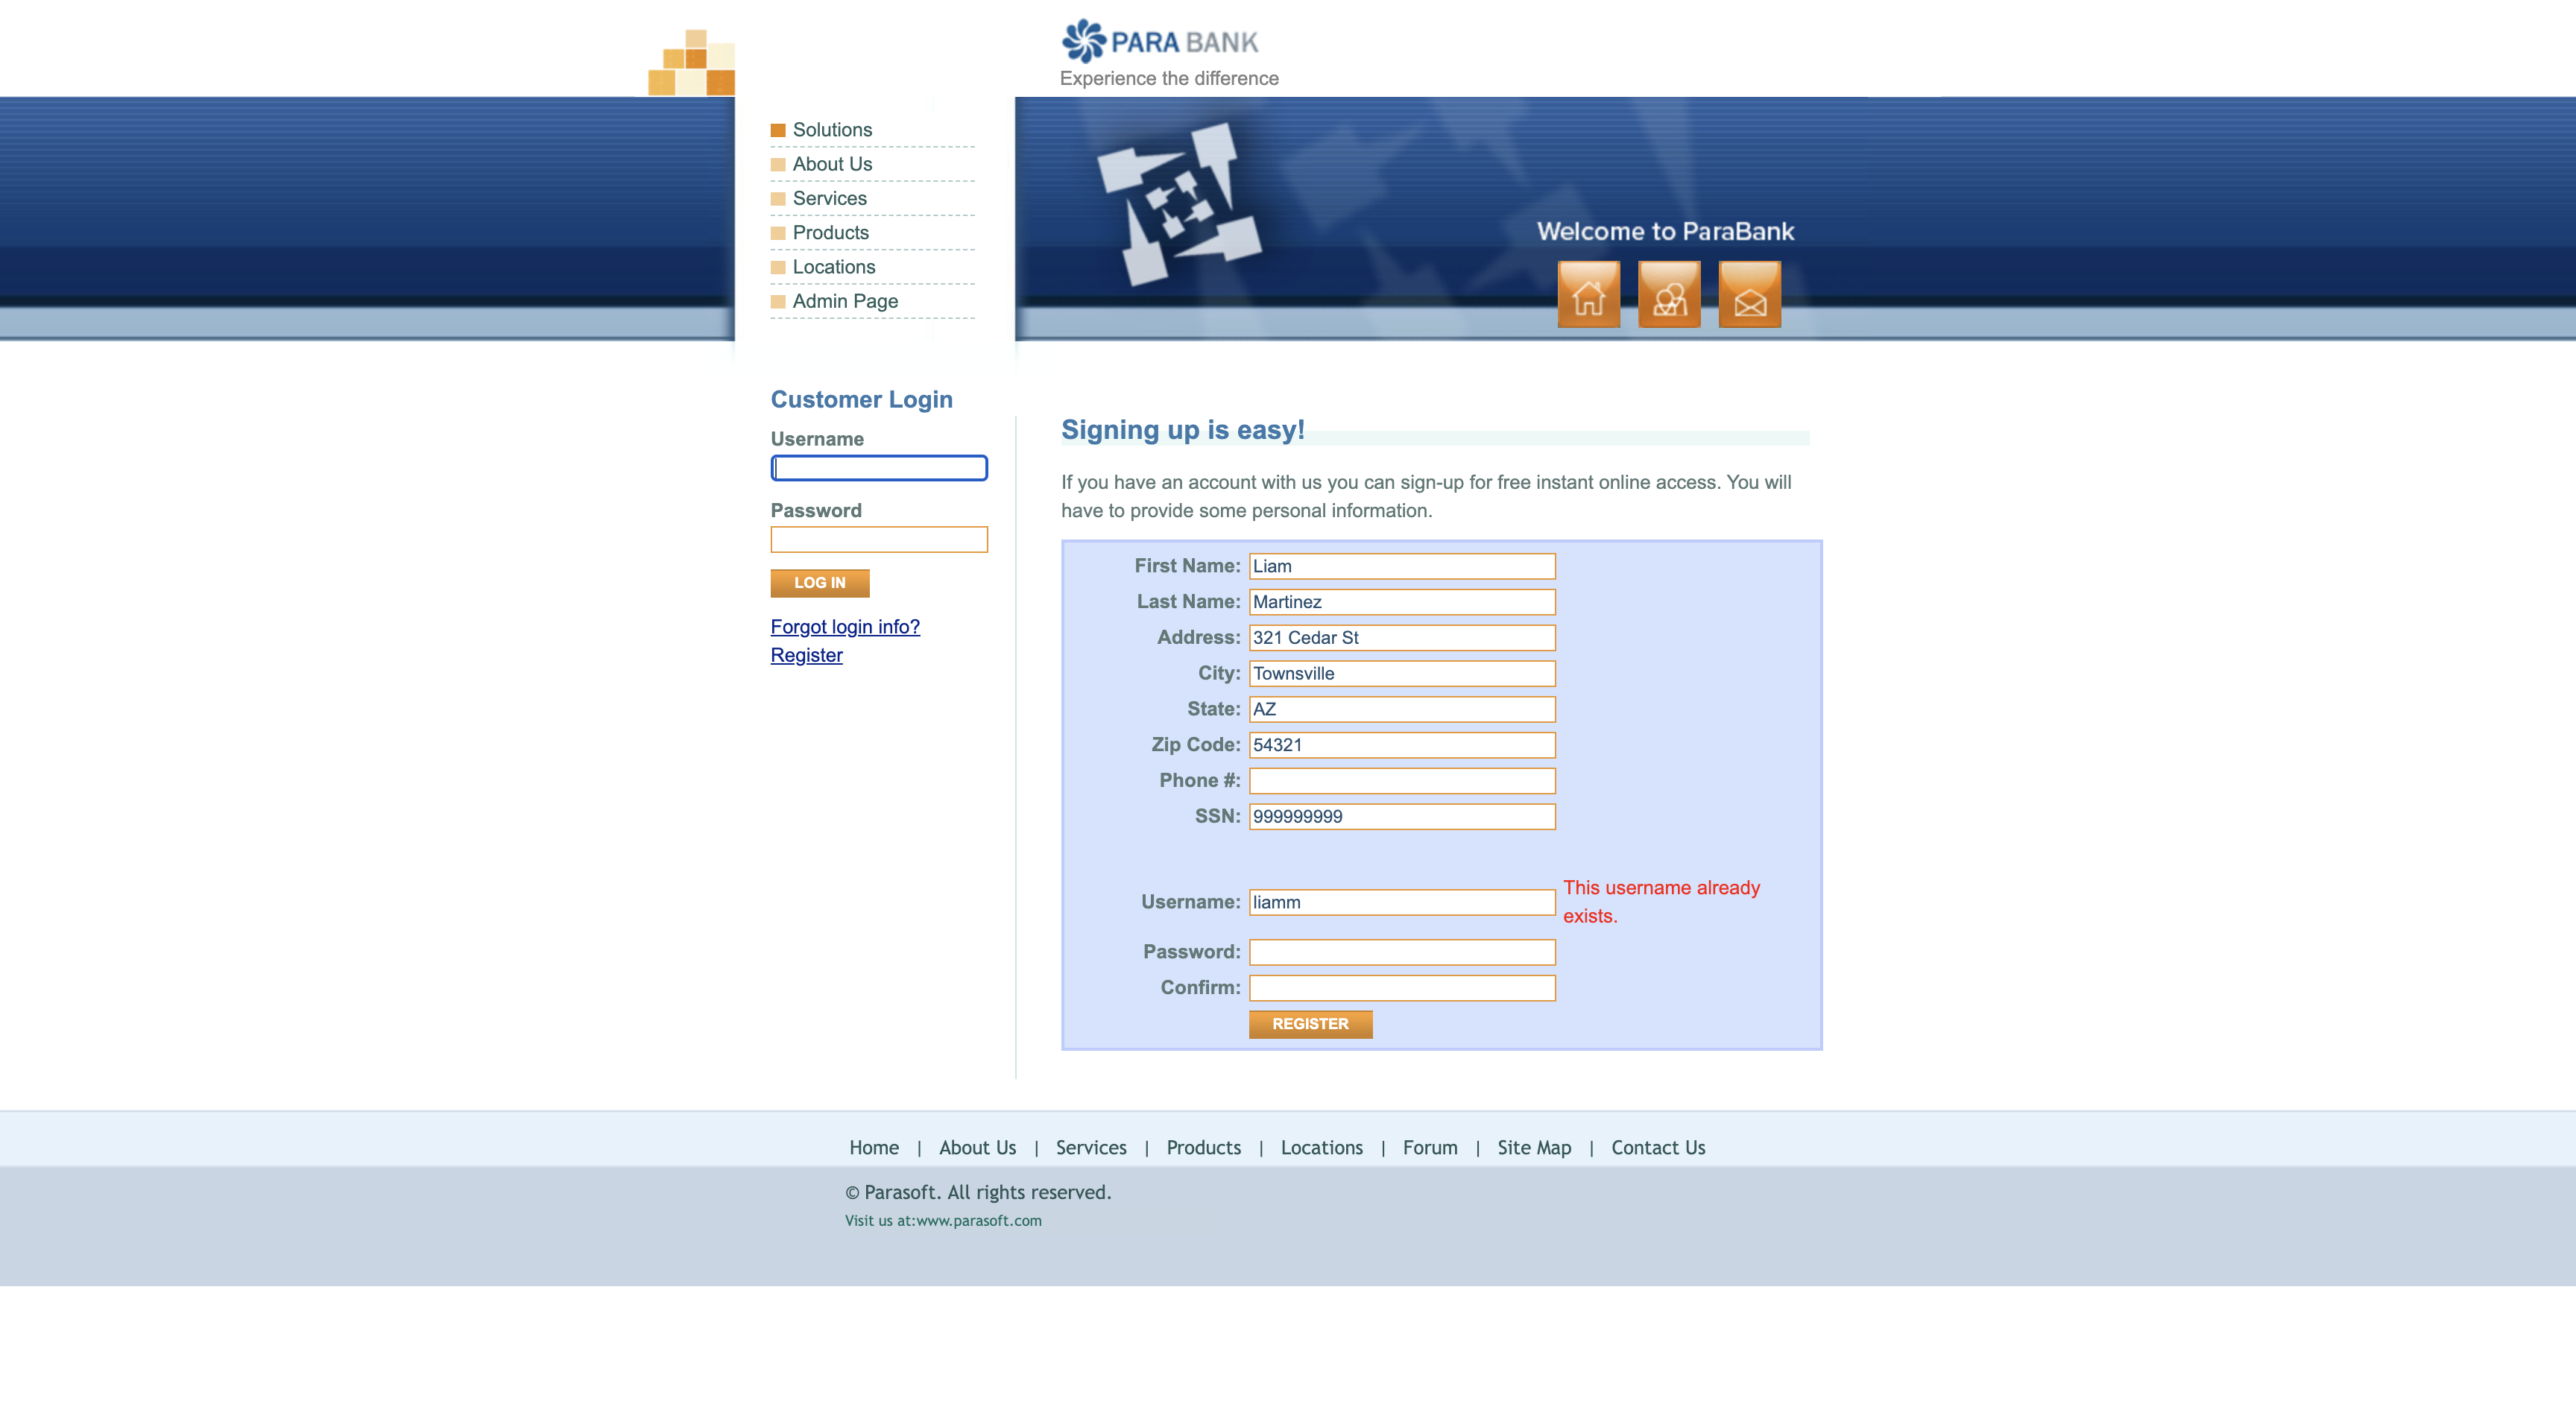 PARA BANK
Experience the difference
Solutions
About Us
Services
Products
Locations
Admin Page
Welcome to ParaBank
Customer Login
Username
Password
LOG IN
Forgot login info?
Register
Signing up is easy!
If you have an account with us you can sign-up for free instant online access. You will
have to provide some personal information.
First Name: Liam
Last Name: Martinez
Address: 321 Cedar St
City: Townsville
State: AZ
Zip Code: 54321
Phone #:
SSN: 999999999
Username: liamm This username already
exists.
Password:
Confirm:
REGISTER
Home | About Us | Services | Products | Locations | Forum | Site Map | Contact Us
© Parasoft. All rights reserved.
Visit us at:www.parasoft.com